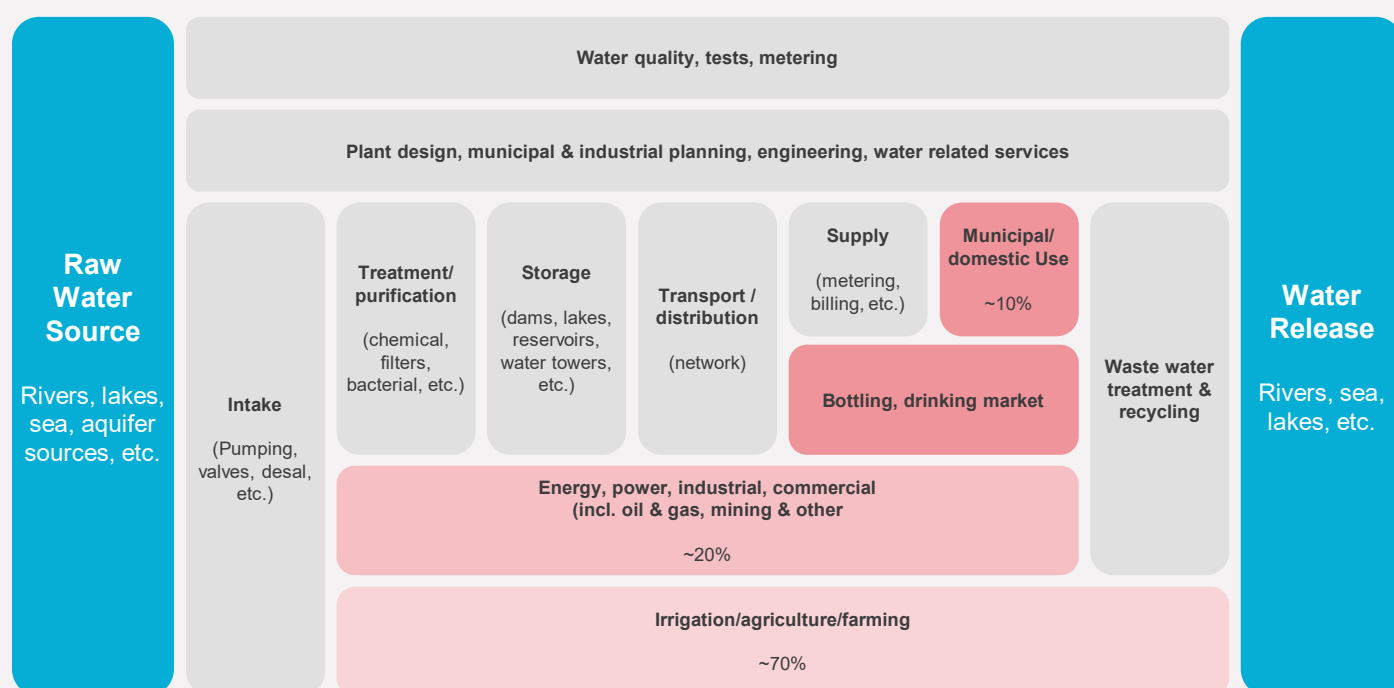 Water quality, tests, metering
Plant design, municipal & industrial planning, engineering, water related services
Raw
Water
Source
Rivers, lakes,
sea, aquifer
sources, etc.
Intake
(Pumping,
valves, desal,
etc.)
Treatment/
purification
(chemical,
filters,
bacterial, etc.)
Storage
(dams, lakes,
reservoirs,
water towers,
etc.)
Transport /
distribution
(network)
Supply
(metering,
billing, etc.)
Municipal/
domestic Use
~10%
Bottling, drinking market
Waste water
treatment &
recycling
Energy, power, industrial, commercial
(incl. oil & gas, mining & other
~20%
Irrigation/agriculture/farming
~70%
Water
Release
Rivers, sea,
lakes, etc.